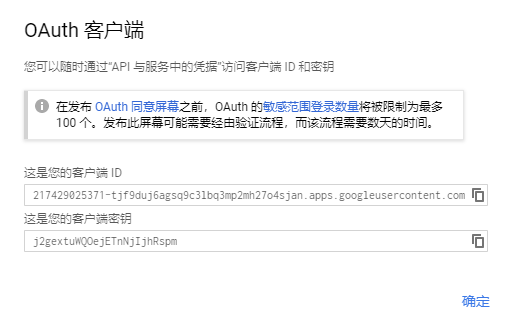 OAuth 客户端
您可以随时通过“API 与服务中的凭据”访问客户端 ID 和密钥
在发布 OAuth 同意屏幕之前，OAuth 的敏感范围登录数量将被限制为最多
100 个。发布此屏幕可能需要经由验证流程，而该流程需要数天的时间。
这是您的客户端 ID
217429025371-tjf9duj6agsq9c3lbq3mp2mh27o4sjan.apps.googleusercontent.com
这是您的客户端密钥
j2gextuWQOejETnNjIjhRspm
确定